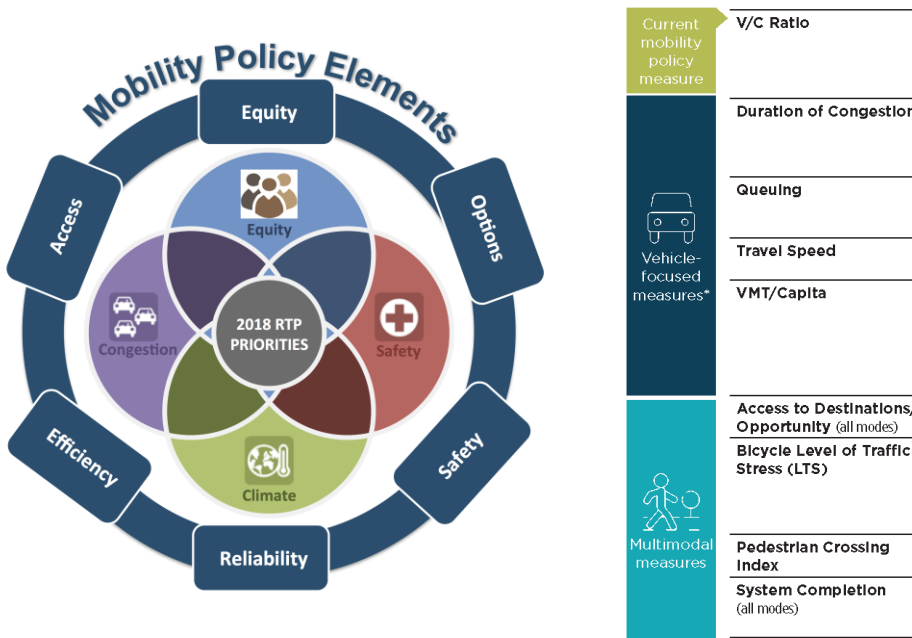 Mobility Policy Elements
Equity
Access
Options
Equity
Congestion
2018 RTP
PRIORITIES
Safety
Climate
Efficiency
Safety
Reliability
Current
mobility
policy
measure
V/C Ratio
Vehicle-
focused
measures*
Duration of Congestion
Queuing
Travel Speed
VMT/Capita
Multimodal
measures
Access to Destinations/
Opportunity (all modes)
Bicycle Level of Traffic
Stress (LTS)
Pedestrian Crossing
Index
System Completion
(all modes)